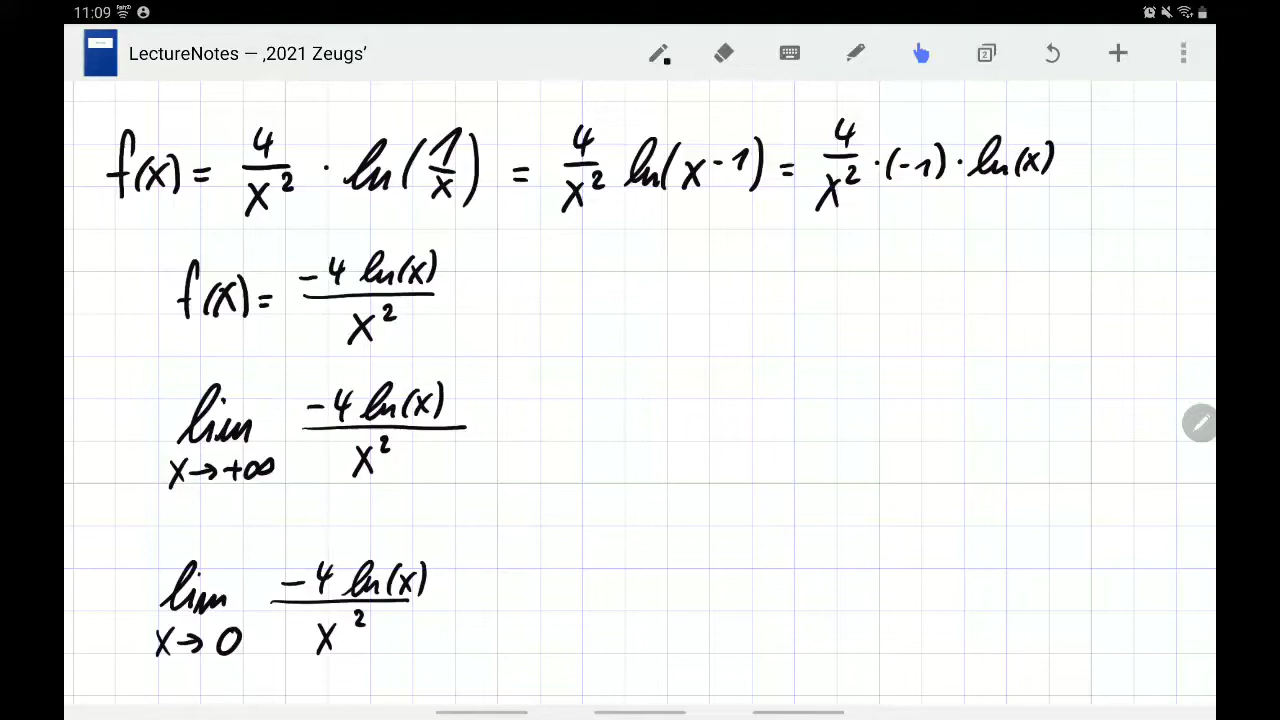 11:09
LectureNotes — ‚2021 Zeugs’
2
f(x) = 4/x² · ln(1/x) = 4/x² ln(x-1) = 4/x² · (-1) · ln(x)
f(x) = -4 ln(x)/x²
lim x→+∞ -4 ln(x)/x²
lim x→0 -4 ln(x)/x²